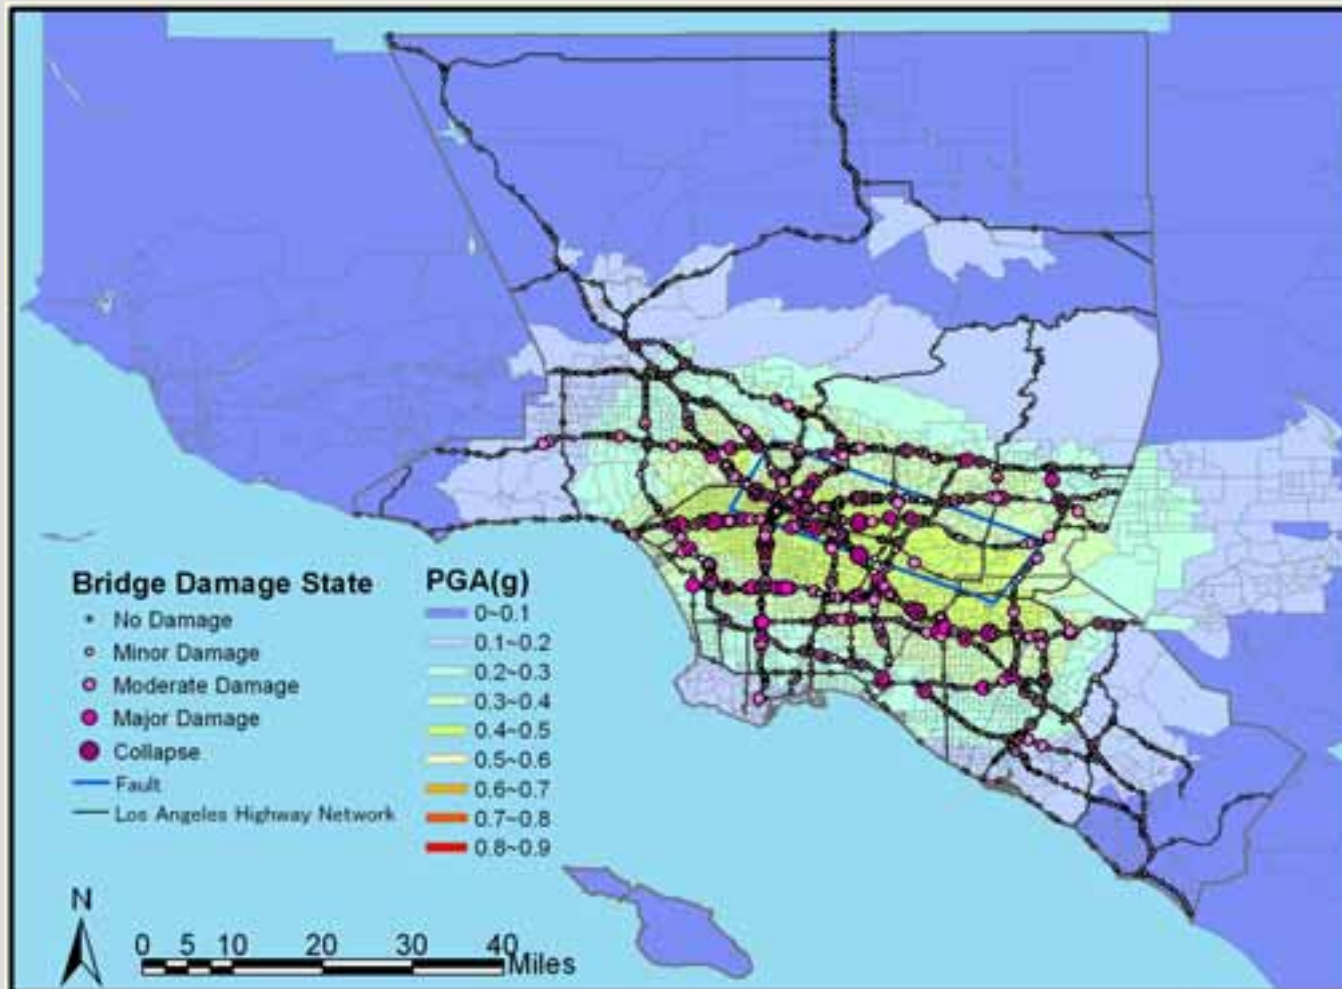 Bridge Damage State
No Damage
Minor Damage
Moderate Damage
Major Damage
Collapse
Fault
Los Angeles Highway Network
PGA(g)
0~0.1
0.1~0.2
0.2~0.3
0.3~0.4
0.4~0.5
0.5~0.6
0.6~0.7
0.7~0.8
0.8~0.9
N
0 5 10 20 30 40
Miles